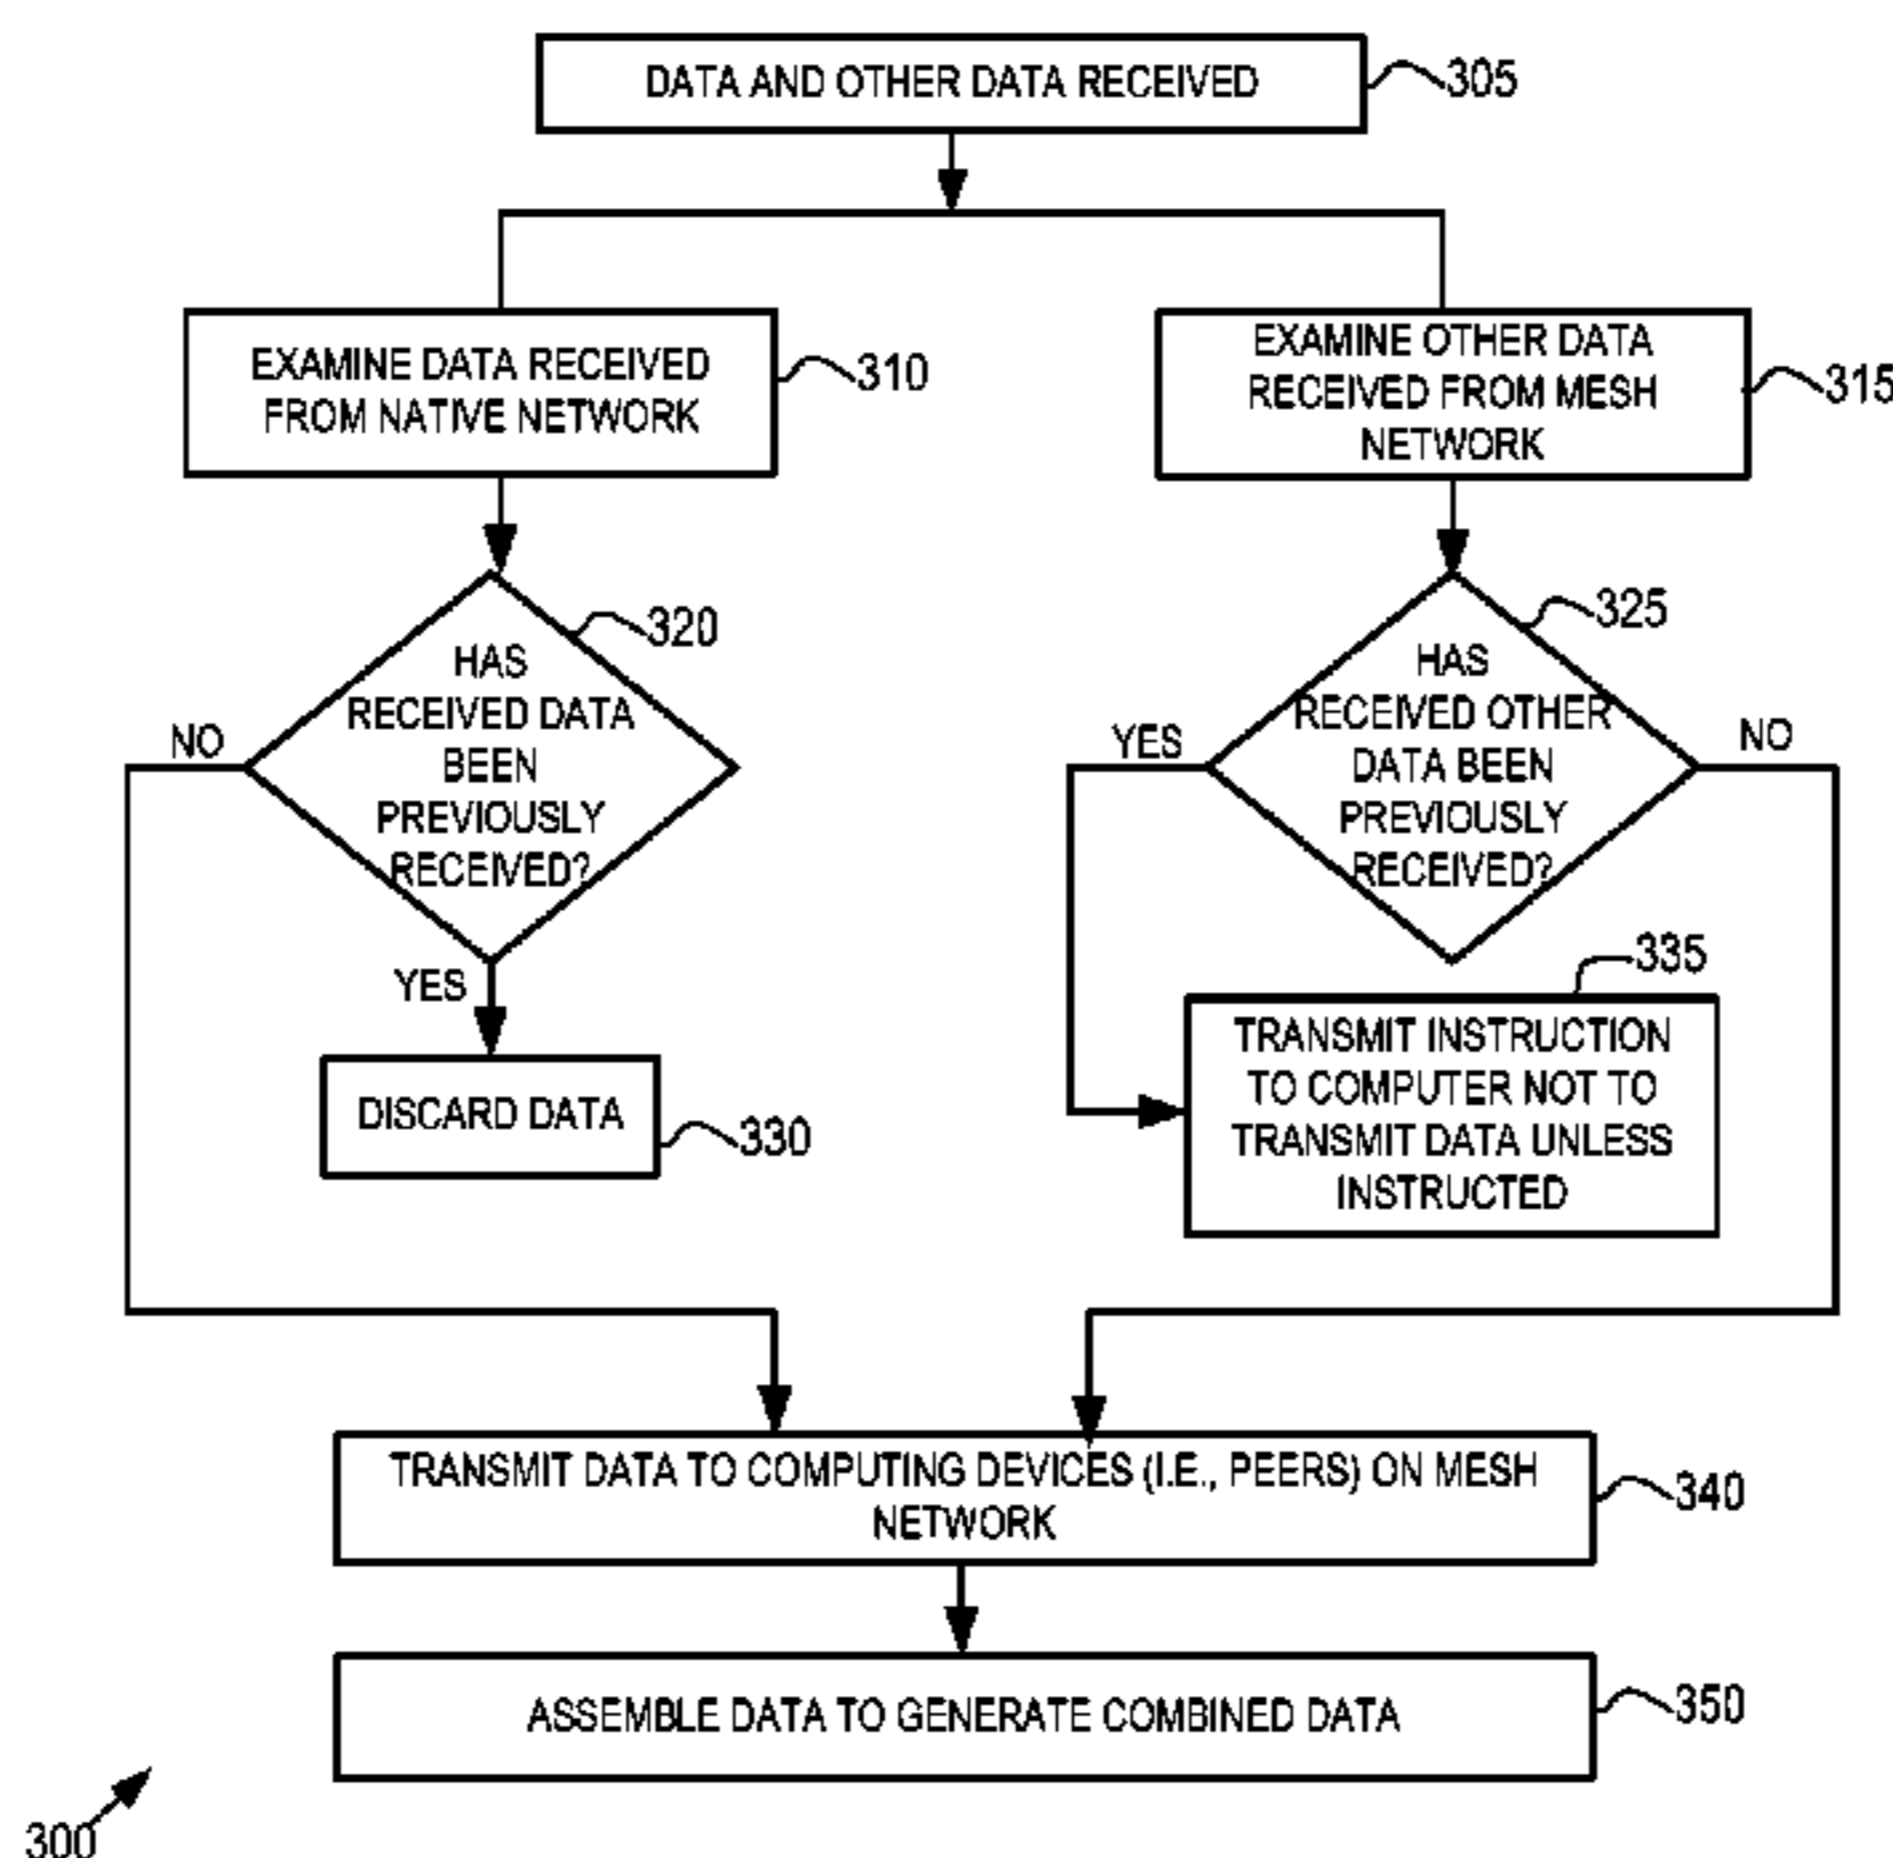 DATA AND OTHER DATA RECEIVED
305
EXAMINE DATA RECEIVED
FROM NATIVE NETWORK
310
EXAMINE OTHER DATA
RECEIVED FROM MESH
NETWORK
315
HAS
RECEIVED DATA
BEEN
PREVIOUSLY
RECEIVED?
320
NO
YES
HAS
RECEIVED OTHER
DATA BEEN
PREVIOUSLY
RECEIVED?
325
YES
NO
DISCARD DATA
330
TRANSMIT INSTRUCTION
TO COMPUTER NOT TO
TRANSMIT DATA UNLESS
INSTRUCTED
335
TRANSMIT DATA TO COMPUTING DEVICES (I.E., PEERS) ON MESH
NETWORK
340
ASSEMBLE DATA TO GENERATE COMBINED DATA
350
300